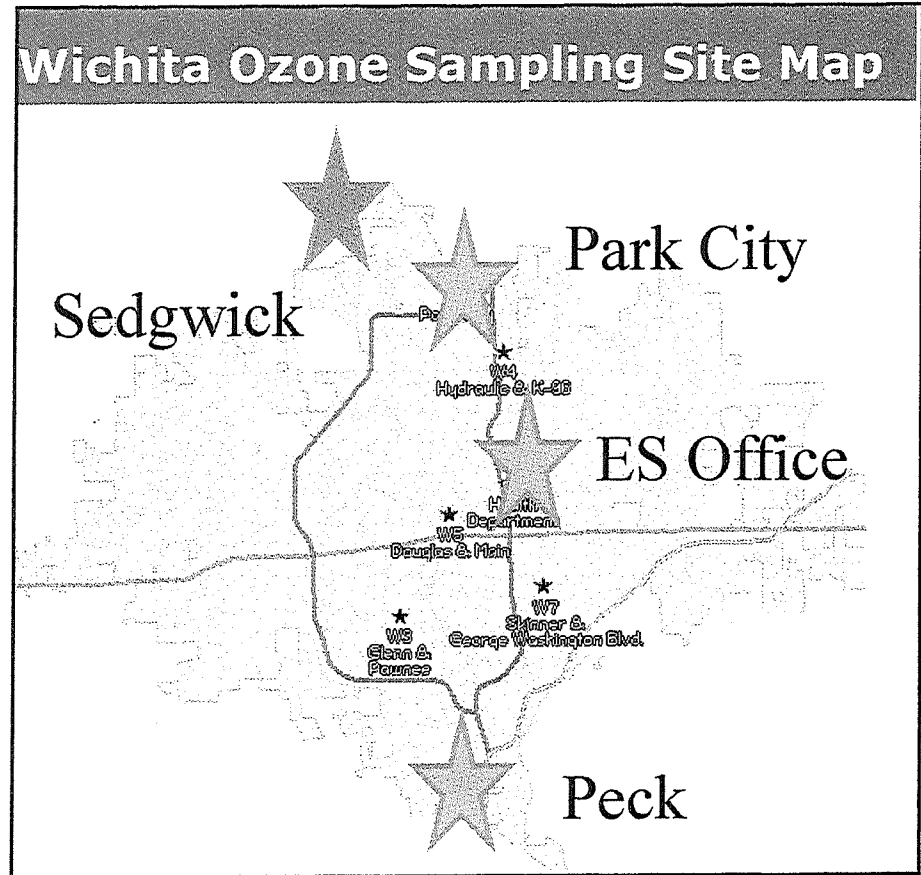 Wichita Ozone Sampling Site Map
Park City
Sedgwick
W4
Hydraulic & K-96
ES Office
Department
W5
Douglas & Main
W7
Skinner &
George Washington Blvd.
Glenn &
Pawnee
Peck